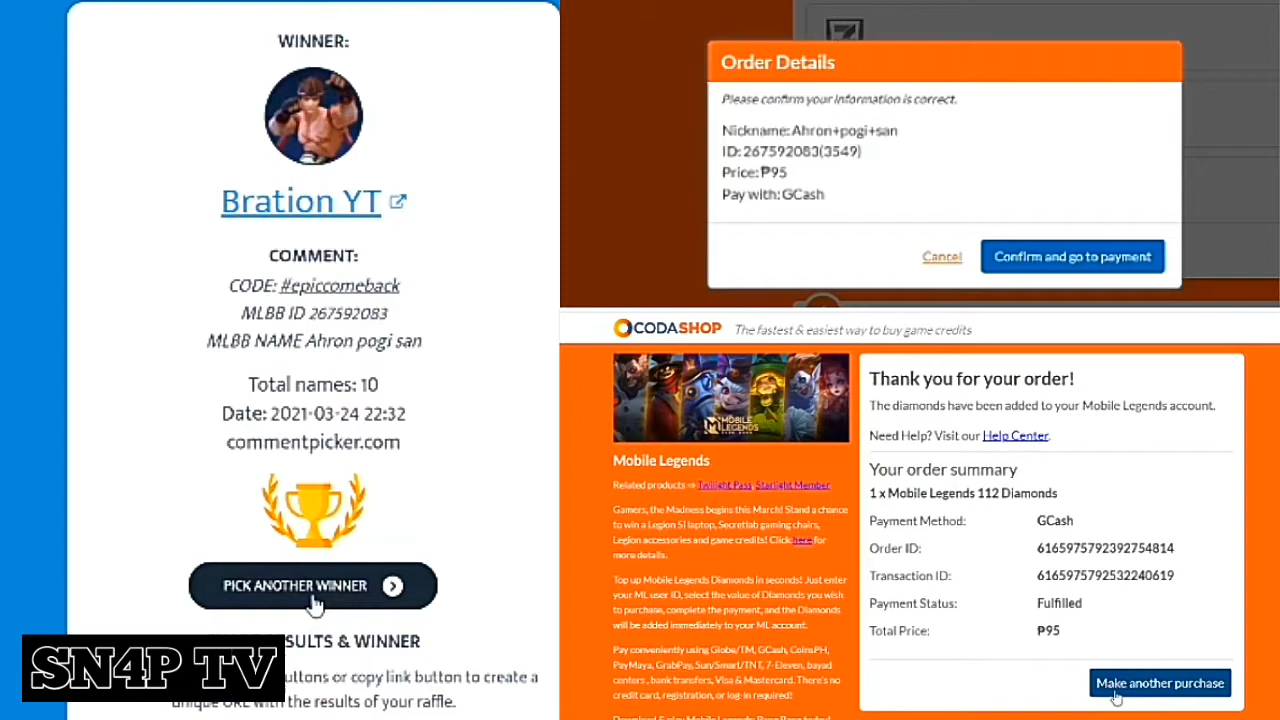 WINNER:
Bration YT
COMMENT:
CODE: #epiccomeback
MLBB ID 267592083
MLBB NAME Ahron pogi san
Total names: 10
Date: 2021-03-24 22:32
commentpicker.com
PICK ANOTHER WINNER
SULTS & WINNER
uttons or copy link button to create a
unique URL with the results of your raffle.
SN4P TV
Order Details
Please confirm your information is correct.
Nickname: Ahron+pogi+san
ID: 267592083(3549)
Price: ₱95
Pay with: GCash
Cancel
Confirm and go to payment
CODASHOP
The fastest & easiest way to buy game credits
MOBILE
LEGENDS
Mobile Legends
Related products => Twilight Pass, Starlight Member
Gamers, the Madness begins this March! Stand a chance
to win a Legion 5I laptop, Secretlab gaming chairs,
Legion accessories and game credits! Click here for
more details.
Top up Mobile Legends Diamonds in seconds! Just enter
your ML user ID, select the value of Diamonds you wish
to purchase, complete the payment, and the Diamonds
will be added immediately to your ML account.
Pay conveniently using Globe/TM, GCash, CoinsPH,
PayMaya, GrabPay, Sun/Smart/TNT, 7-Eleven, bayad
centers, bank transfers, Visa & Mastercard. There's no
credit card, registration, or log-in required!
Thank you for your order!
The diamonds have been added to your Mobile Legends account.
Need Help? Visit our Help Center.
Your order summary
1 x Mobile Legends 112 Diamonds
Payment Method: GCash
Order ID: 6165975792392754814
Transaction ID: 6165975792532240619
Payment Status: Fulfilled
Total Price: ₱95
Make another purchase